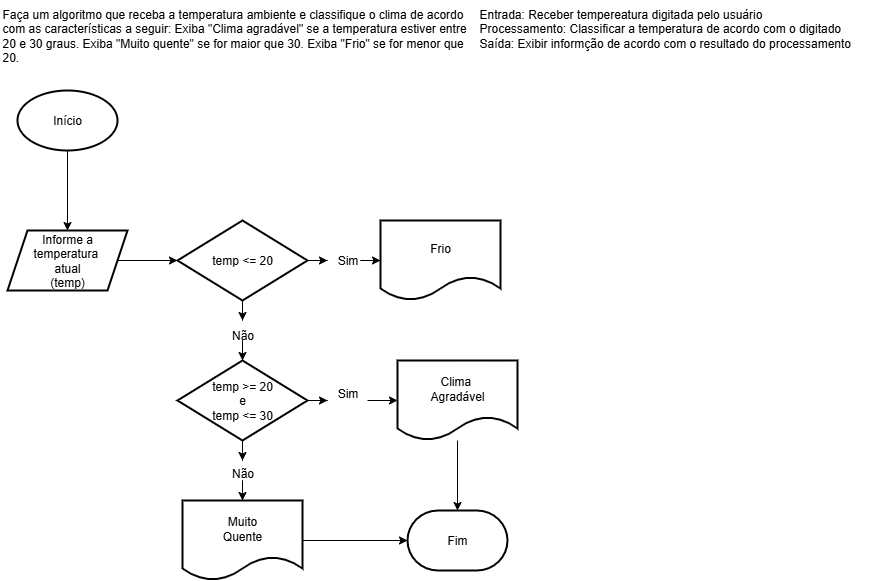 Faça um algoritmo que receba a temperatura ambiente e classifique o clima de acordo
com as características a seguir: Exiba "Clima agradável" se a temperatura estiver entre
20 e 30 graus. Exiba "Muito quente" se for maior que 30. Exiba "Frio" se for menor que
20.
Entrada: Receber tempereatura digitada pelo usuário
Processamento: Classificar a temperatura de acordo com o digitado
Saída: Exibir informção de acordo com o resultado do processamento
Início
Informe a
temperatura
atual
(temp)
temp <= 20
Sim
Frio
Não
temp >= 20
e
temp <= 30
Sim
Clima
Agradável
Não
Muito
Quente
Fim